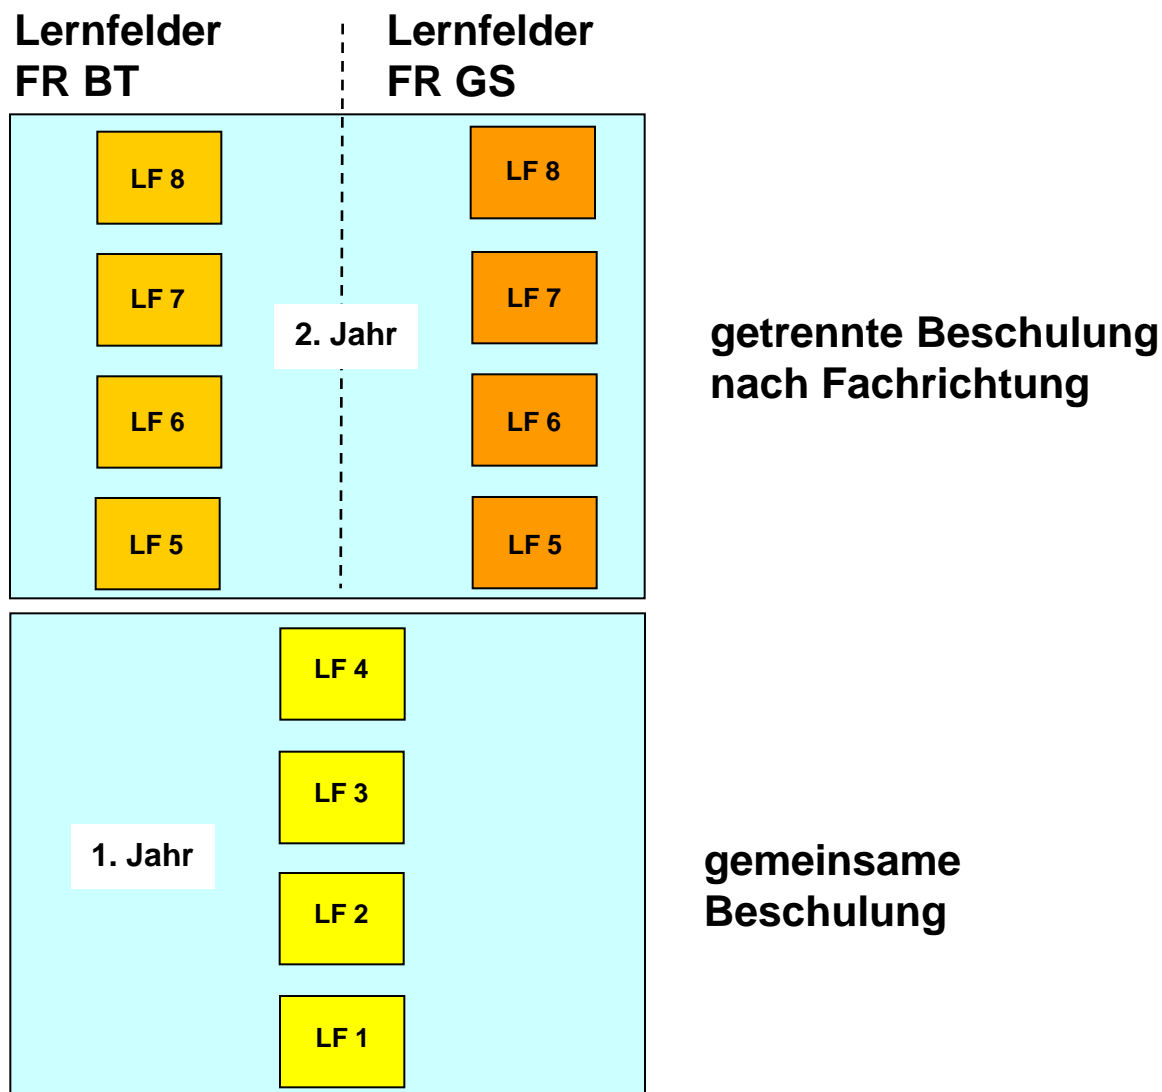 Lernfelder
FR BT
Lernfelder
FR GS
LF 8
LF 8
LF 7
LF 7
2. Jahr
getrennte Beschulung
nach Fachrichtung
LF 6
LF 6
LF 5
LF 5
LF 4
LF 3
1. Jahr
gemeinsame
Beschulung
LF 2
LF 1